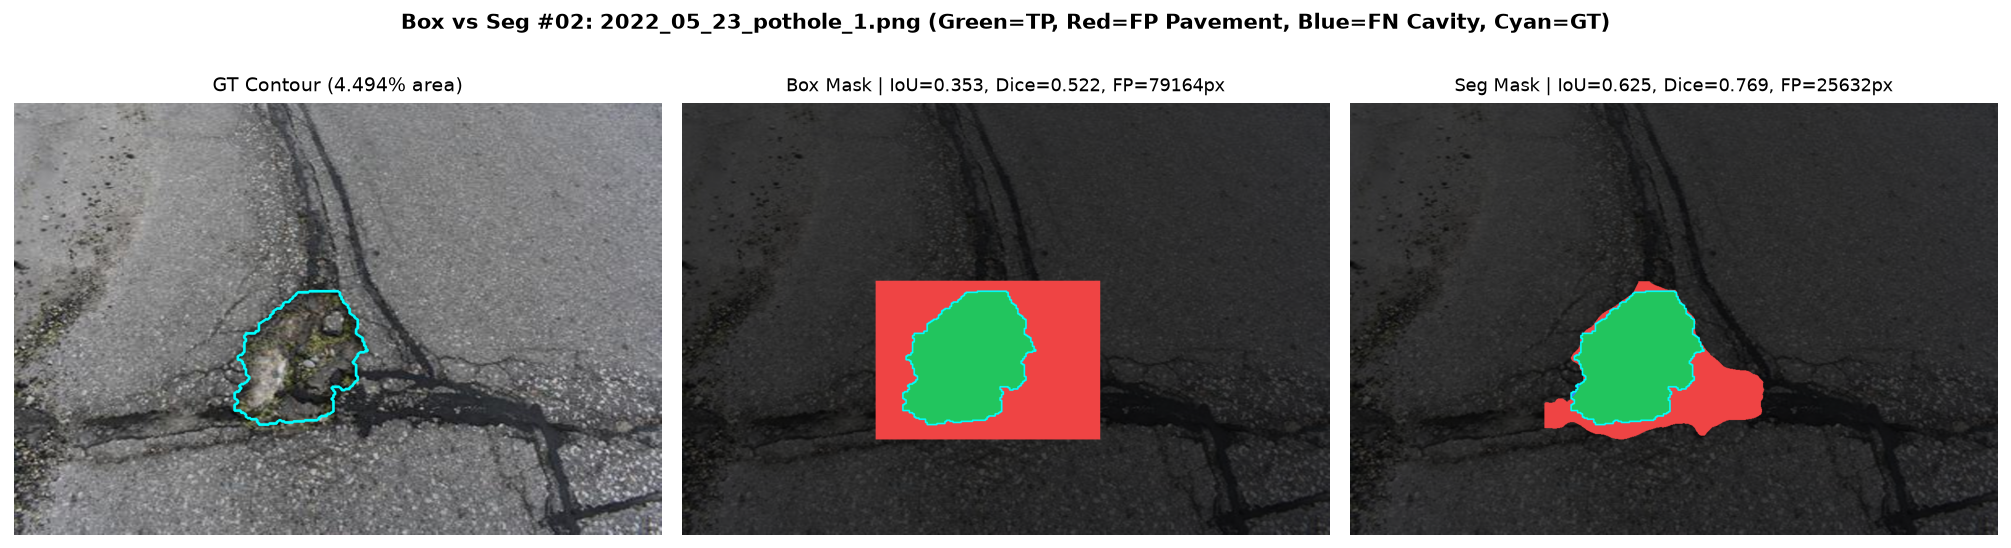 Box vs Seg #02: 2022_05_23_pothole_1.png (Green=TP, Red=FP Pavement, Blue=FN Cavity, Cyan=GT)
GT Contour (4.494% area)
Box Mask | IoU=0.353, Dice=0.522, FP=79164px
Seg Mask | IoU=0.625, Dice=0.769, FP=25632px